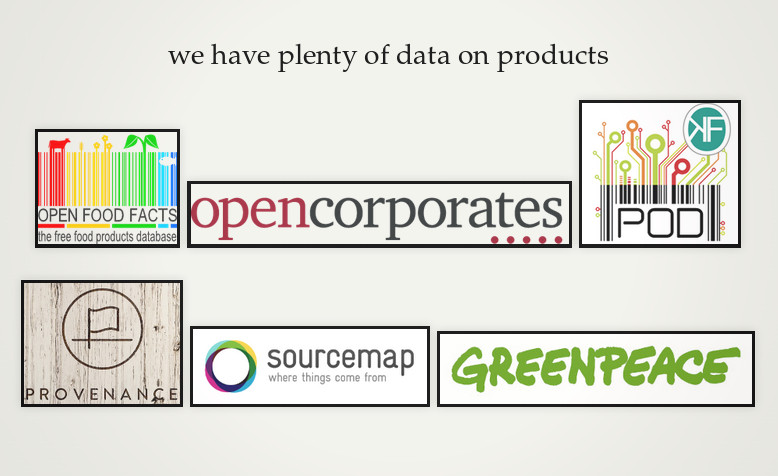 we have plenty of data on products
OPEN FOOD FACTS
the free food products database
opencorporates
KF
POD
PROVENANCE
sourcemap
where things come from
GREENPEACE